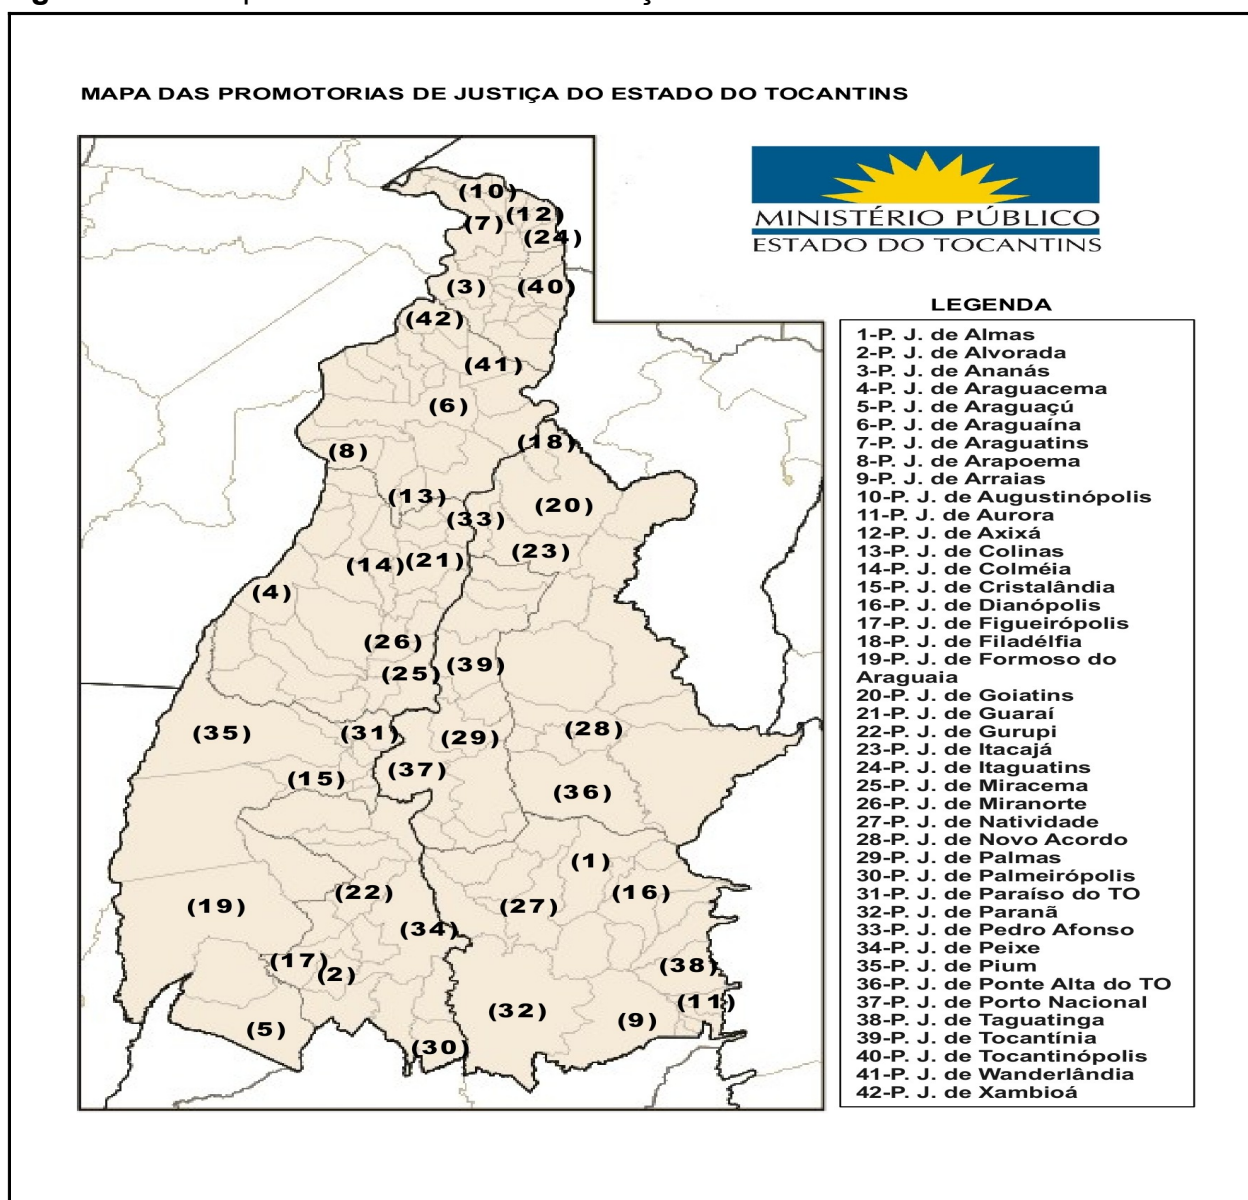 MAPA DAS PROMOTORIAS DE JUSTIÇA DO ESTADO DO TOCANTINS
MINISTÉRIO PÚBLICO
ESTADO DO TOCANTINS
(10)
(12)
(7)
(24)
(3)
(40)
(42)
(41)
(6)
(18)
(8)
(13)
(20)
(33)
(23)
(14)
(21)
(4)
(26)
(39)
(25)
(35)
(31)
(29)
(28)
(37)
(15)
(36)
(1)
(22)
(16)
(19)
(27)
(34)
(17)
(2)
(38)
(11)
(32)
(9)
(5)
(30)
LEGENDA
1-P. J. de Almas
2-P. J. de Alvorada
3-P. J. de Ananás
4-P. J. de Araguacema
5-P. J. de Araguaçú
6-P. J. de Araguaína
7-P. J. de Araguatins
8-P. J. de Arapoema
9-P. J. de Arraias
10-P. J. de Augustinópolis
11-P. J. de Aurora
12-P. J. de Axixá
13-P. J. de Colinas
14-P. J. de Colméia
15-P. J. de Cristalândia
16-P. J. de Dianópolis
17-P. J. de Figueirópolis
18-P. J. de Filadélfia
19-P. J. de Formoso do
Araguaia
20-P. J. de Goiatins
21-P. J. de Guaraí
22-P. J. de Gurupi
23-P. J. de Itacajá
24-P. J. de Itaguatins
25-P. J. de Miracema
26-P. J. de Miranorte
27-P. J. de Natividade
28-P. J. de Novo Acordo
29-P. J. de Palmas
30-P. J. de Palmeirópolis
31-P. J. de Paraíso do TO
32-P. J. de Paranã
33-P. J. de Pedro Afonso
34-P. J. de Peixe
35-P. J. de Pium
36-P. J. de Ponte Alta do TO
37-P. J. de Porto Nacional
38-P. J. de Taguatinga
39-P. J. de Tocantínia
40-P. J. de Tocantinópolis
41-P. J. de Wanderlândia
42-P. J. de Xambioá